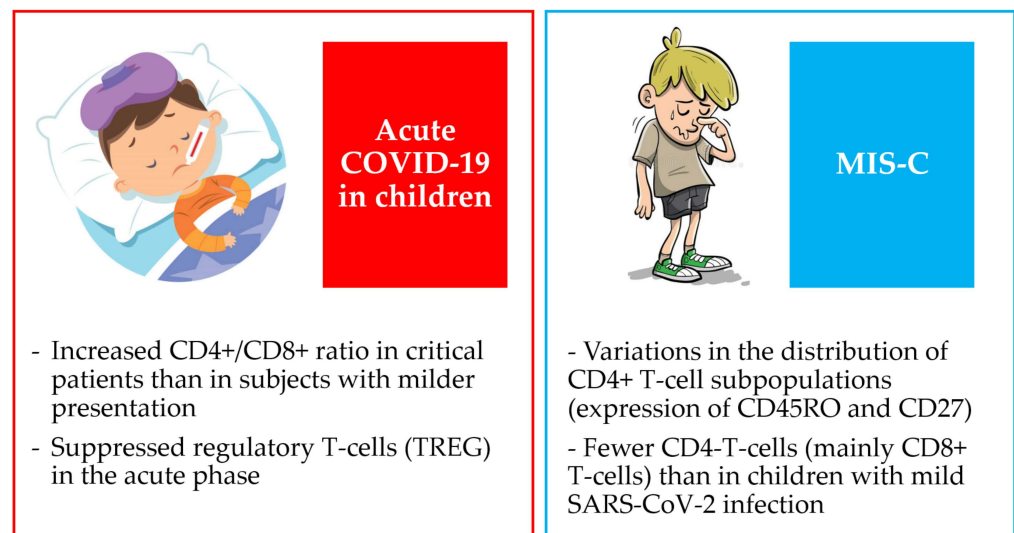 Acute
COVID-19
in children
- Increased CD4+/CD8+ ratio in critical
patients than in subjects with milder
presentation
- Suppressed regulatory T-cells (TREG)
in the acute phase
MIS-C
- Variations in the distribution of
CD4+ T-cell subpopulations
(expression of CD45RO and CD27)
- Fewer CD4-T-cells (mainly CD8+
T-cells) than in children with mild
SARS-CoV-2 infection